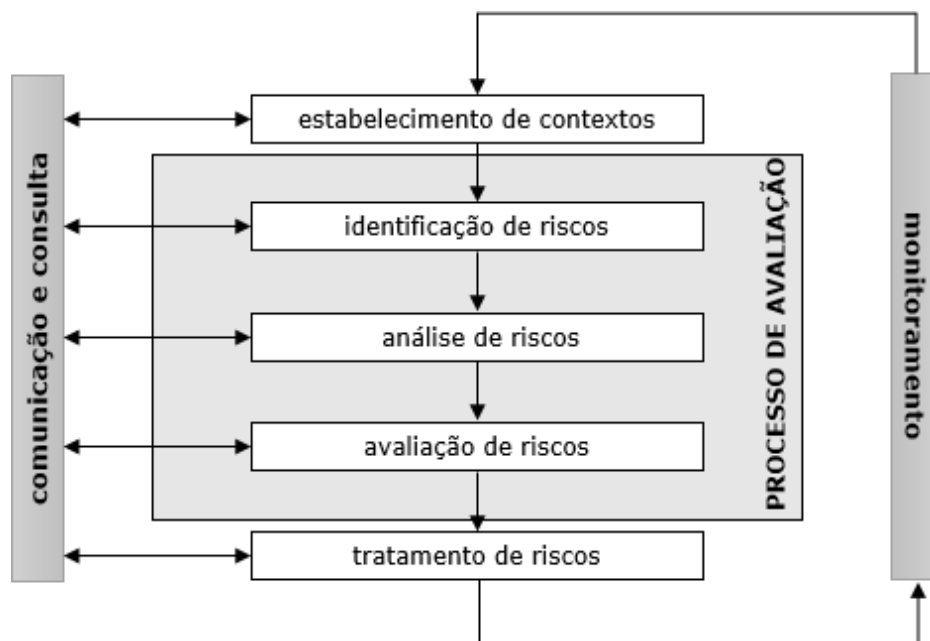 estabelecimento de contextos
comunicação e consulta
identificação de riscos
análise de riscos
avaliação de riscos
PROCESSO DE AVALIAÇÃO
monitoramento
tratamento de riscos